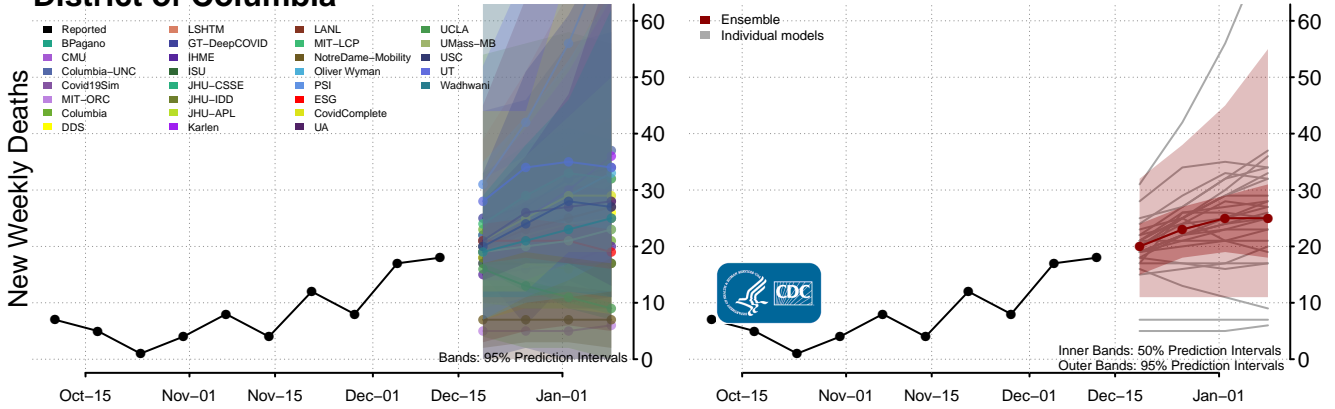 District of Columbia
New Weekly Deaths
Reported
BPagano
CMU
Columbia−UNC
Covid19Sim
MIT−ORC
Columbia
DDS
LSHTM
GT−DeepCOVID
IHME
ISU
JHU−CSSE
JHU−IDD
JHU−APL
Karlen
LANL
MIT−LCP
NotreDame−Mobility
Oliver Wyman
PSI
ESG
CovidComplete
UA
UCLA
UMass−MB
USC
UT
Wadhwani
60
50
40
30
20
10
0
Bands: 95% Prediction Intervals
Oct−15
Nov−01
Nov−15
Dec−01
Dec−15
Jan−01
Ensemble
Individual models
CDC
60
50
40
30
20
10
0
Inner Bands: 50% Prediction Intervals
Outer Bands: 95% Prediction Intervals
Oct−15
Nov−01
Nov−15
Dec−01
Dec−15
Jan−01